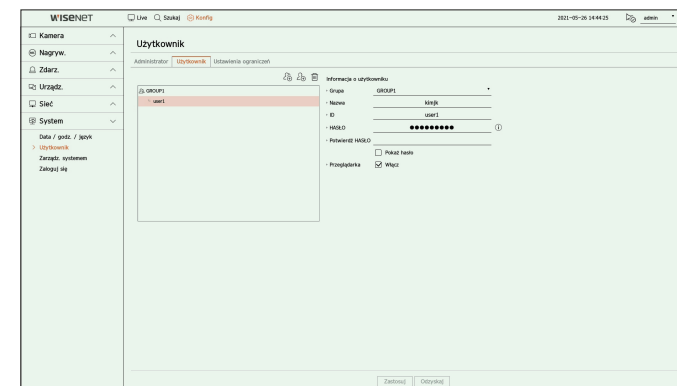 WISENET
Live Szukaj Konfig
2021-05-26 14:44:25 admin
Kamera
Nagryw.
Zdarz.
Urządz.
Sieć
System
Data / godz. / język
Użytkownik
Zarządz. systemem
Zaloguj się
Użytkownik
Administrator Użytkownik Ustawienia ograniczeń
GROUP1
user1
Informacja o użytkowniku
Grupa GROUP1
Nazwa kimjk
ID user1
HASŁO ●●●●●●●●●
Potwierdź HASŁO
Pokaż hasło
Przeglądarka Włącz
Zastosuj Odzyskaj